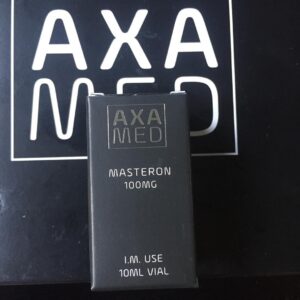 AXA
MED
AXA
MED
MASTERON
100MG
I.M. USE
10ML VIAL